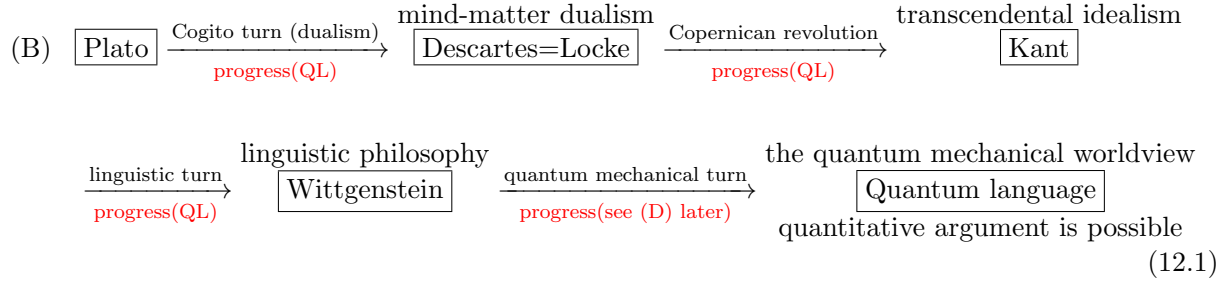 mind-matter dualism transcendental idealism
(B) Plato Cogito turn (dualism) Descartes=Locke Copernican revolution Kant
progress(QL) progress(QL)
linguistic philosophy the quantum mechanical worldview
linguistic turn Wittgenstein quantum mechanical turn Quantum language
progress(QL) progress(see (D) later)
quantitative argument is possible
(12.1)